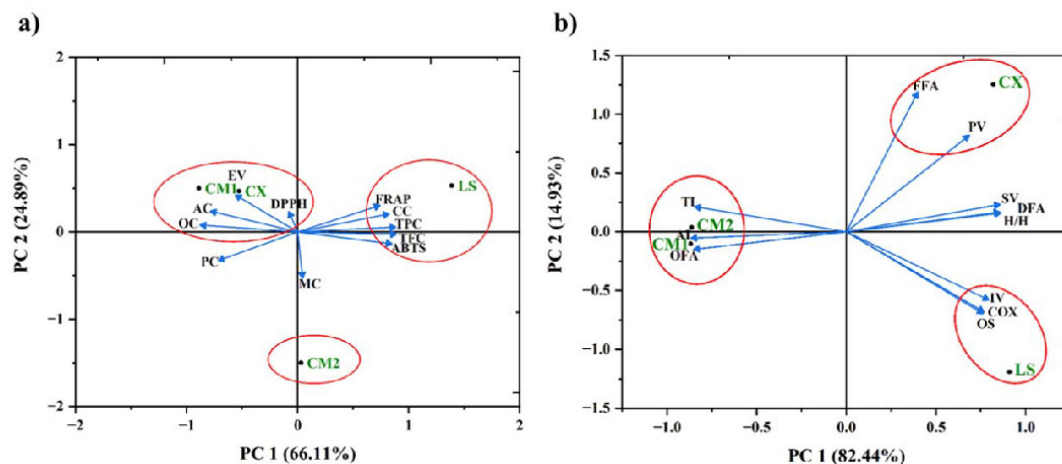 a)
b)
2
1
0
−1
−2
−2
−1
0
1
2
PC 2 (24.89%)
PC 1 (66.11%)
EV
CM1
CX
DPPH
AC
OC
PC
MC
CM2
FRAP
CC
TPC
ABTS
LS
1.5
1.0
0.5
0.0
−0.5
−1.0
−1.5
−1.0
−0.5
0.0
0.5
1.0
PC 2 (14.93%)
PC 1 (82.44%)
FFA
CX
PV
TI
CM2
CM1
OFA
SV
DFA
H/H
IV
COX
OS
LS